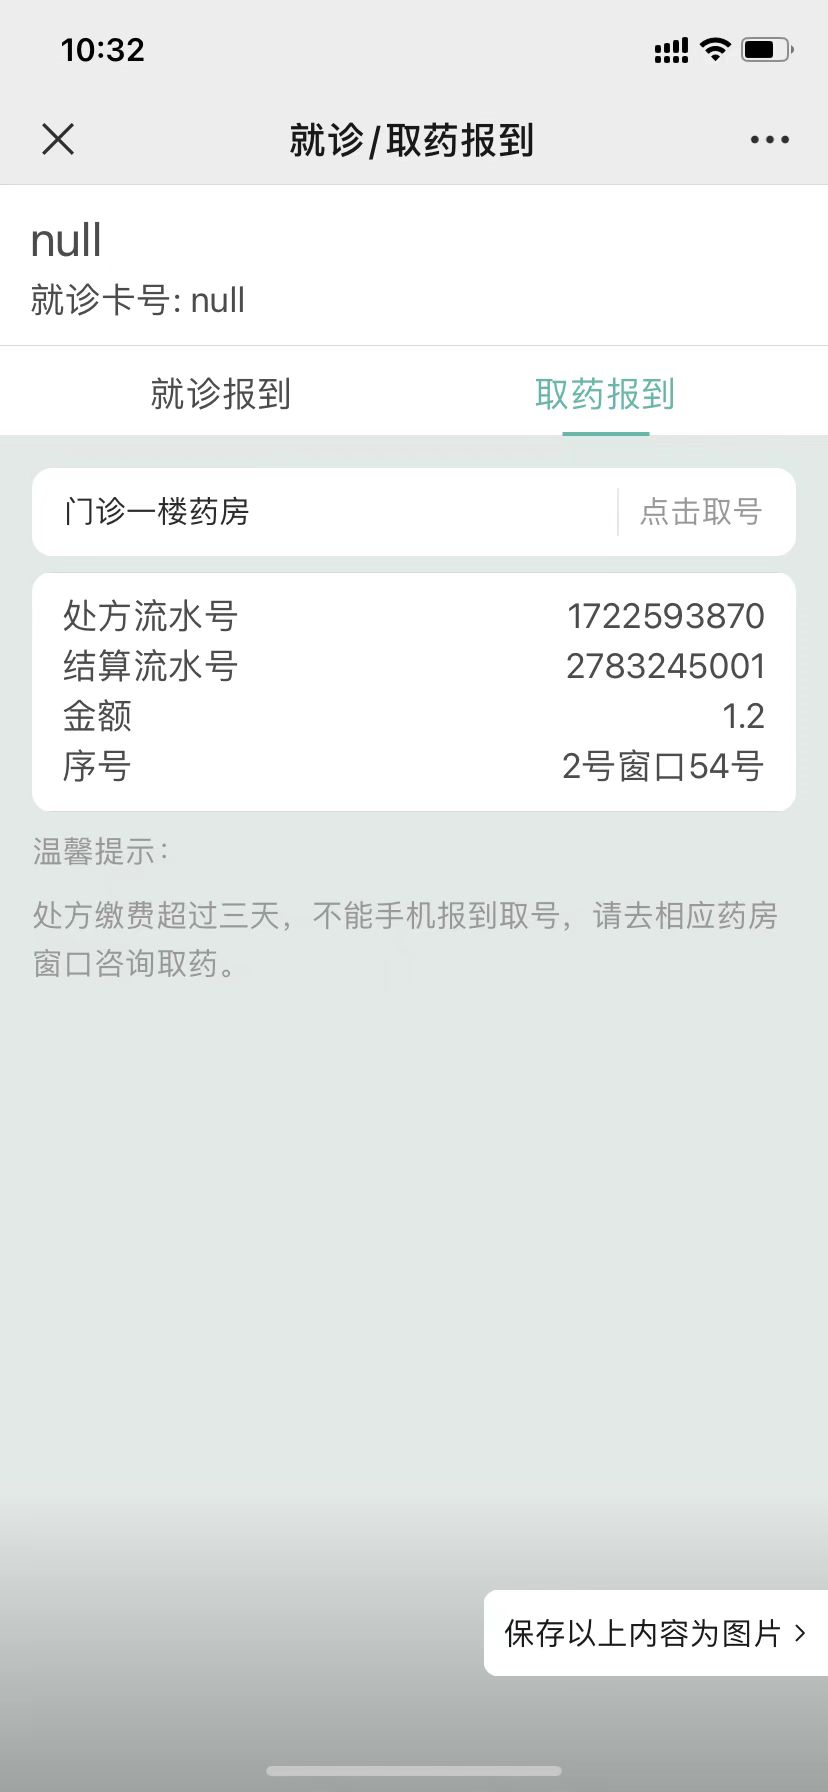 10:32
就诊/取药报到
null
就诊卡号: null
就诊报到 取药报到
门诊一楼药房 点击取号
处方流水号 1722593870
结算流水号 2783245001
金额 1.2
序号 2号窗口54号
温馨提示：
处方缴费超过三天，不能手机报到取号，请去相应药房
窗口咨询取药。
保存以上内容为图片